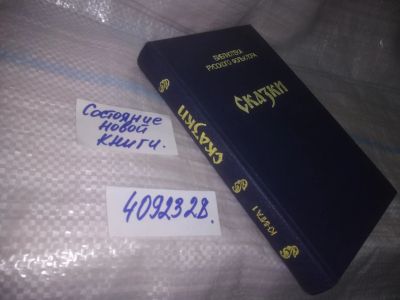 БИБЛИОТЕКА
РУССКОГО ФОЛЬКЛОРА
СКАЗКИ
СКАЗКИ
КНИГА 1
Состояние
новой
книги.
4092328.